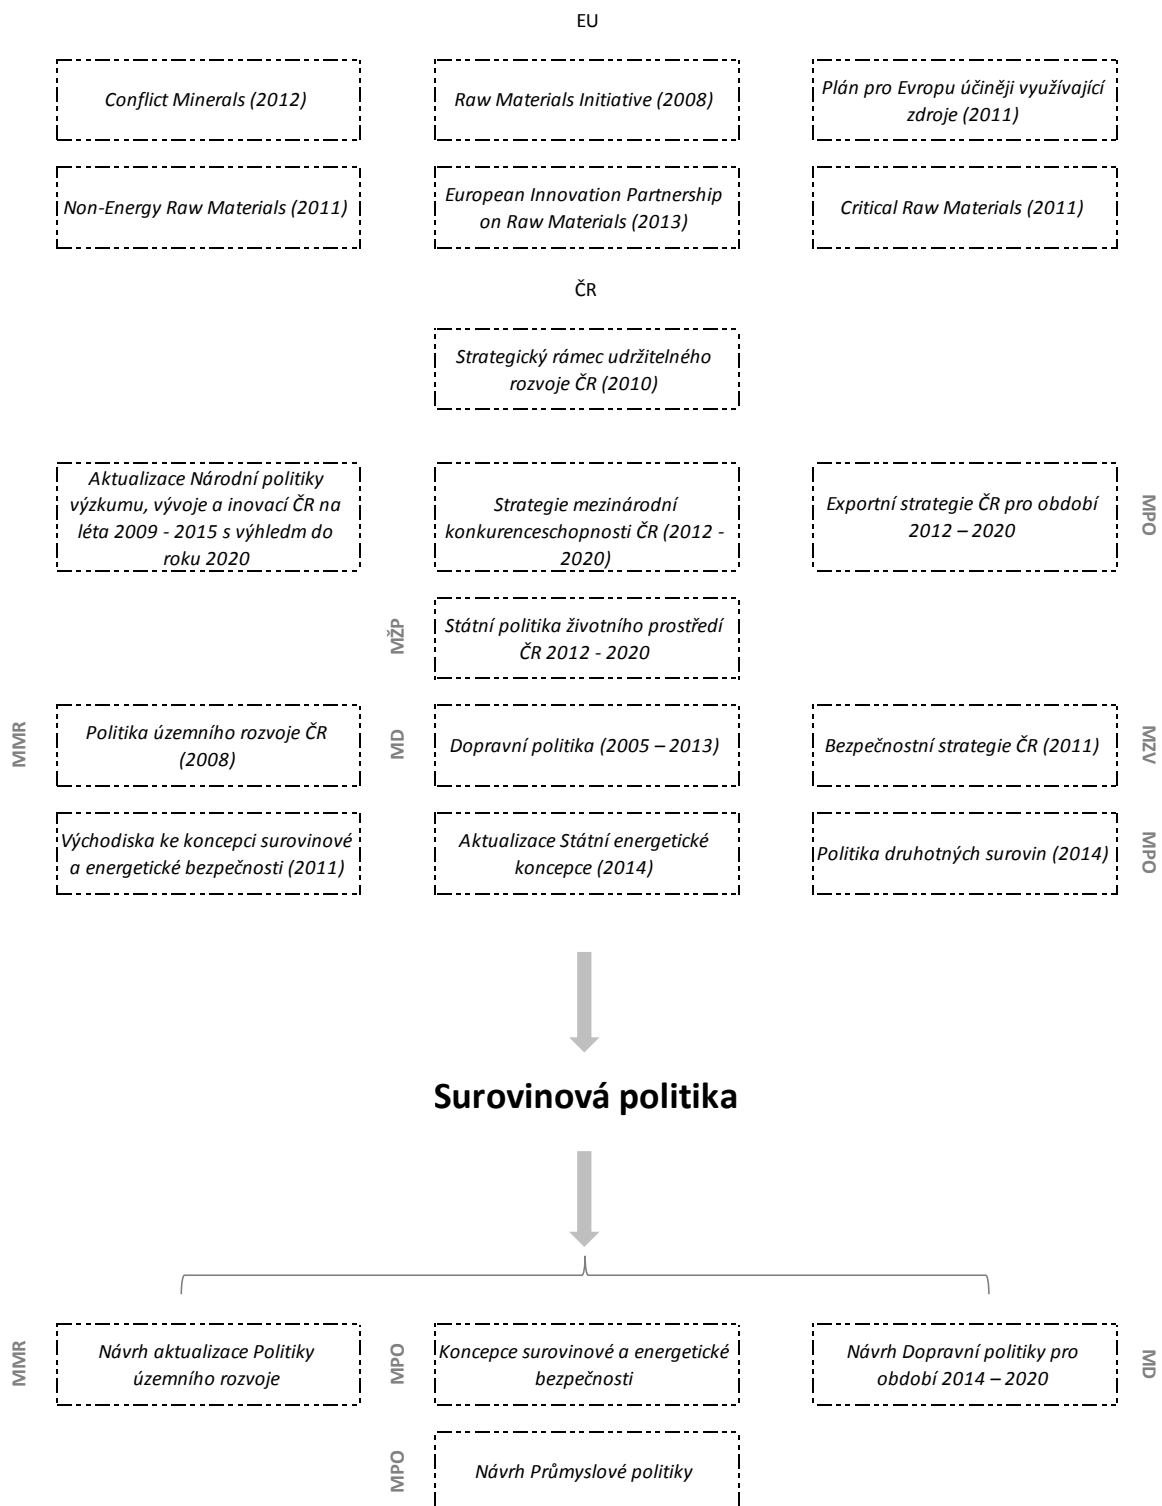 EU
Conflict Minerals (2012)
Raw Materials Initiative (2008)
Plán pro Evropu účiněji využívající
zdroje (2011)
Non-Energy Raw Materials (2011)
European Innovation Partnership
on Raw Materials (2013)
Critical Raw Materials (2011)
ČR
Strategický rámec udržitelného
rozvoje ČR (2010)
Aktualizace Národní politiky
výzkumu, vývoje a inovací ČR na
léta 2009 - 2015 s výhledm do
roku 2020
Strategie mezinárodní
konkurenceschopnosti ČR (2012 -
2020)
Exportní strategie ČR pro období
2012 – 2020
MPO
MŽP
Státní politika životního prostředí
ČR 2012 - 2020
MMR
Politika územního rozvoje ČR
(2008)
MD
Dopravní politika (2005 – 2013)
Bezpečnostní strategie ČR (2011)
MZV
Východiska ke koncepci surovinové
a energetické bezpečnosti (2011)
Aktualizace Státní energetické
koncepce (2014)
Politika druhotných surovin (2014)
MPO
Surovinová politika
MMR
Návrh aktualizace Politiky
územního rozvoje
MPO
Koncepce surovinové a energetické
bezpečnosti
Návrh Dopravní politiky pro
období 2014 – 2020
MD
MPO
Návrh Průmyslové politiky